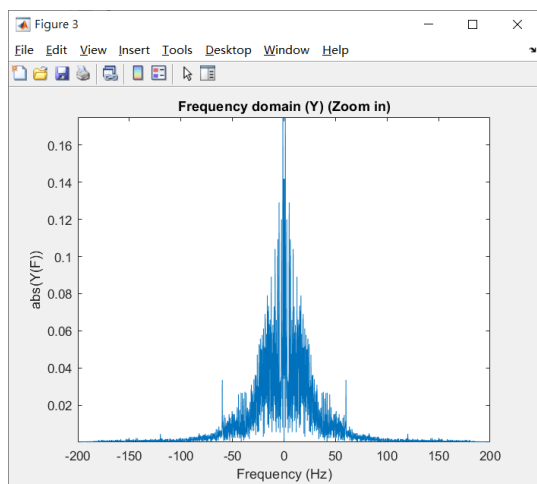 Figure 3
File Edit View Insert Tools Desktop Window Help
Frequency domain (Y) (Zoom in)
0.16
0.14
0.12
0.1
0.08
0.06
0.04
0.02
abs(Y(F))
-200 -150 -100 -50 0 50 100 150 200
Frequency (Hz)